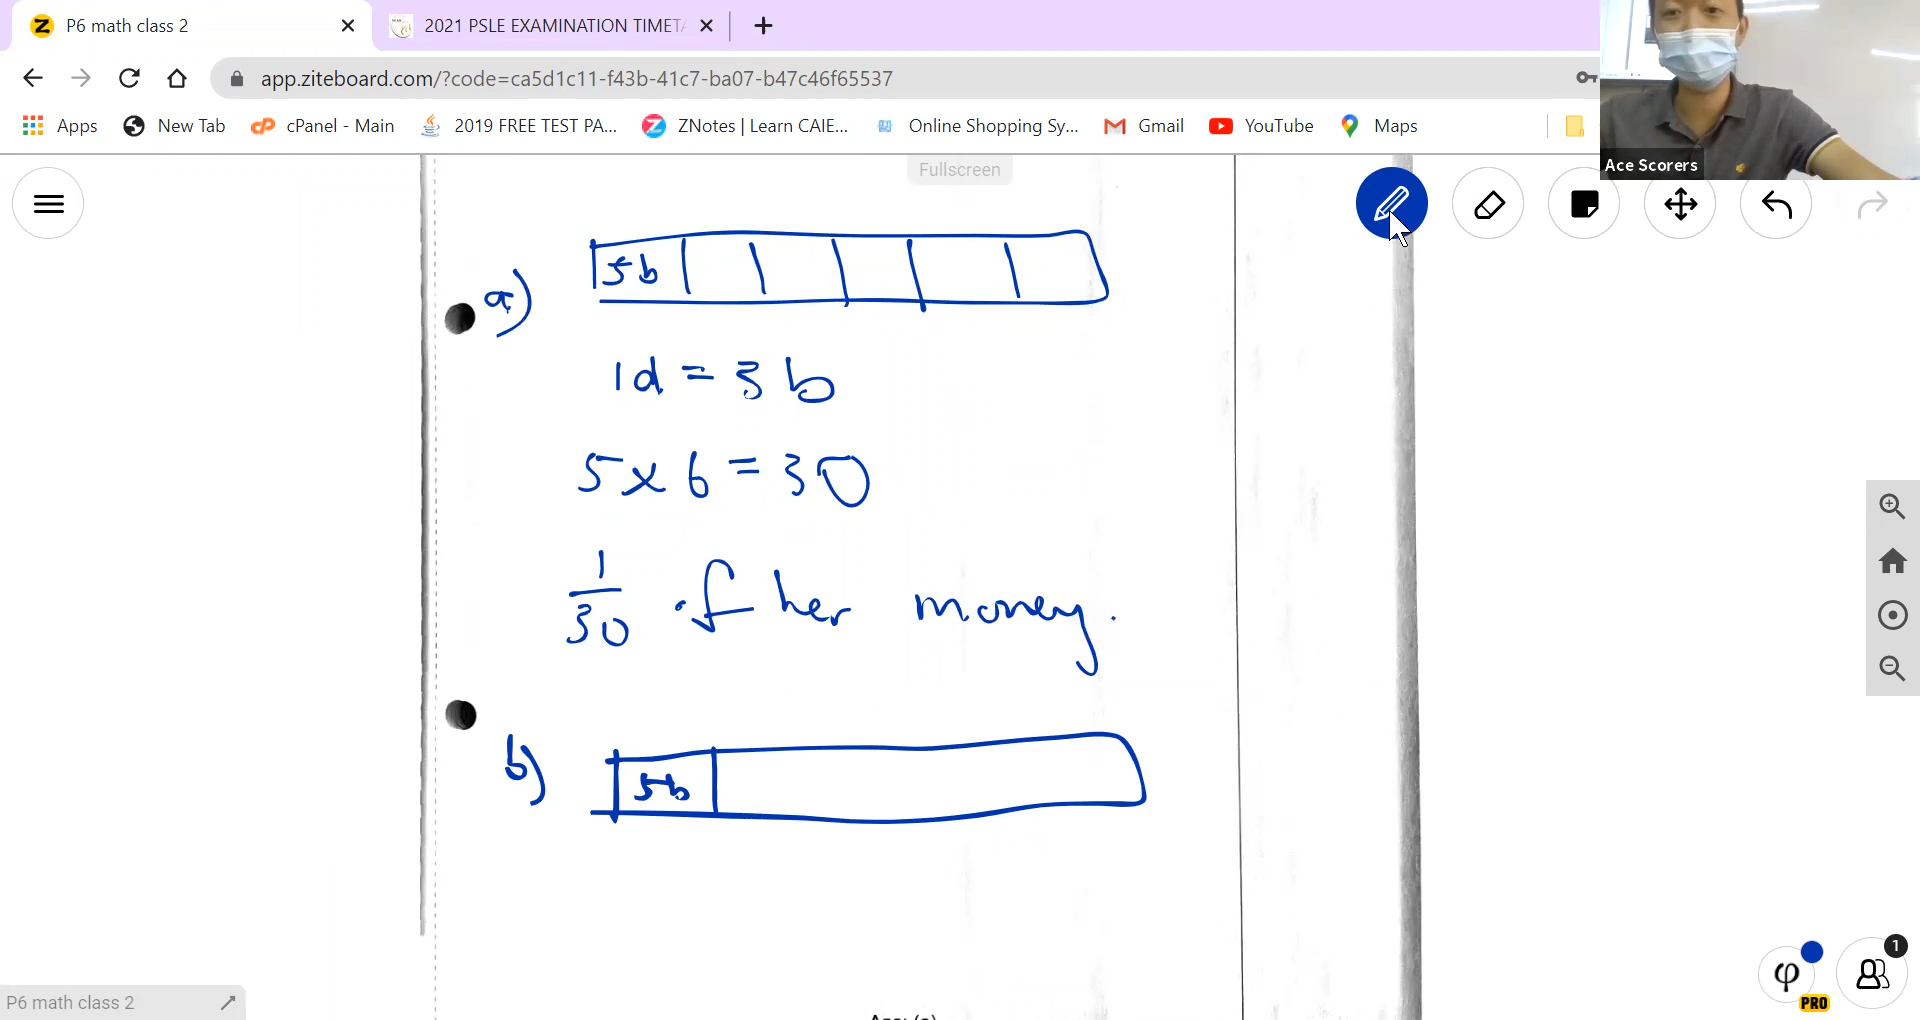 P6 math class 2
2021 PSLE EXAMINATION TIMETA
app.ziteboard.com/?code=ca5d1c11-f43b-41c7-ba07-b47c46f65537
Apps New Tab cPanel - Main 2019 FREE TEST PA... ZNotes | Learn CAIE... Online Shopping Sy... Gmail YouTube Maps
Ace Scorers
Fullscreen
a) 5b
1d = 3 b
5 x 6 = 30
1/30 of her money.
b) 5b
P6 math class 2
1
PRO